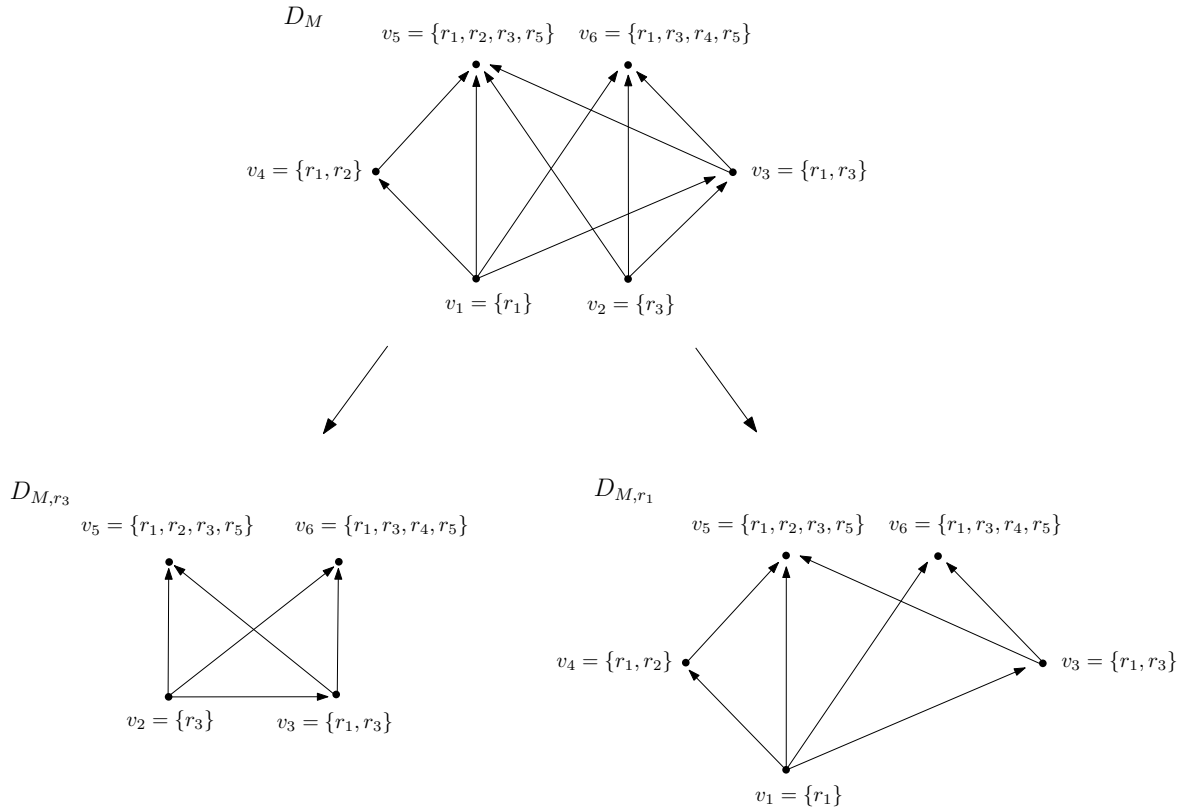 D_M
v_5 = {r_1, r_2, r_3, r_5} v_6 = {r_1, r_3, r_4, r_5}
v_4 = {r_1, r_2} v_3 = {r_1, r_3}
v_1 = {r_1} v_2 = {r_3}
D_{M,r_3}
v_5 = {r_1, r_2, r_3, r_5} v_6 = {r_1, r_3, r_4, r_5}
v_2 = {r_3} v_3 = {r_1, r_3}
D_{M,r_1}
v_5 = {r_1, r_2, r_3, r_5} v_6 = {r_1, r_3, r_4, r_5}
v_4 = {r_1, r_2} v_3 = {r_1, r_3}
v_1 = {r_1}